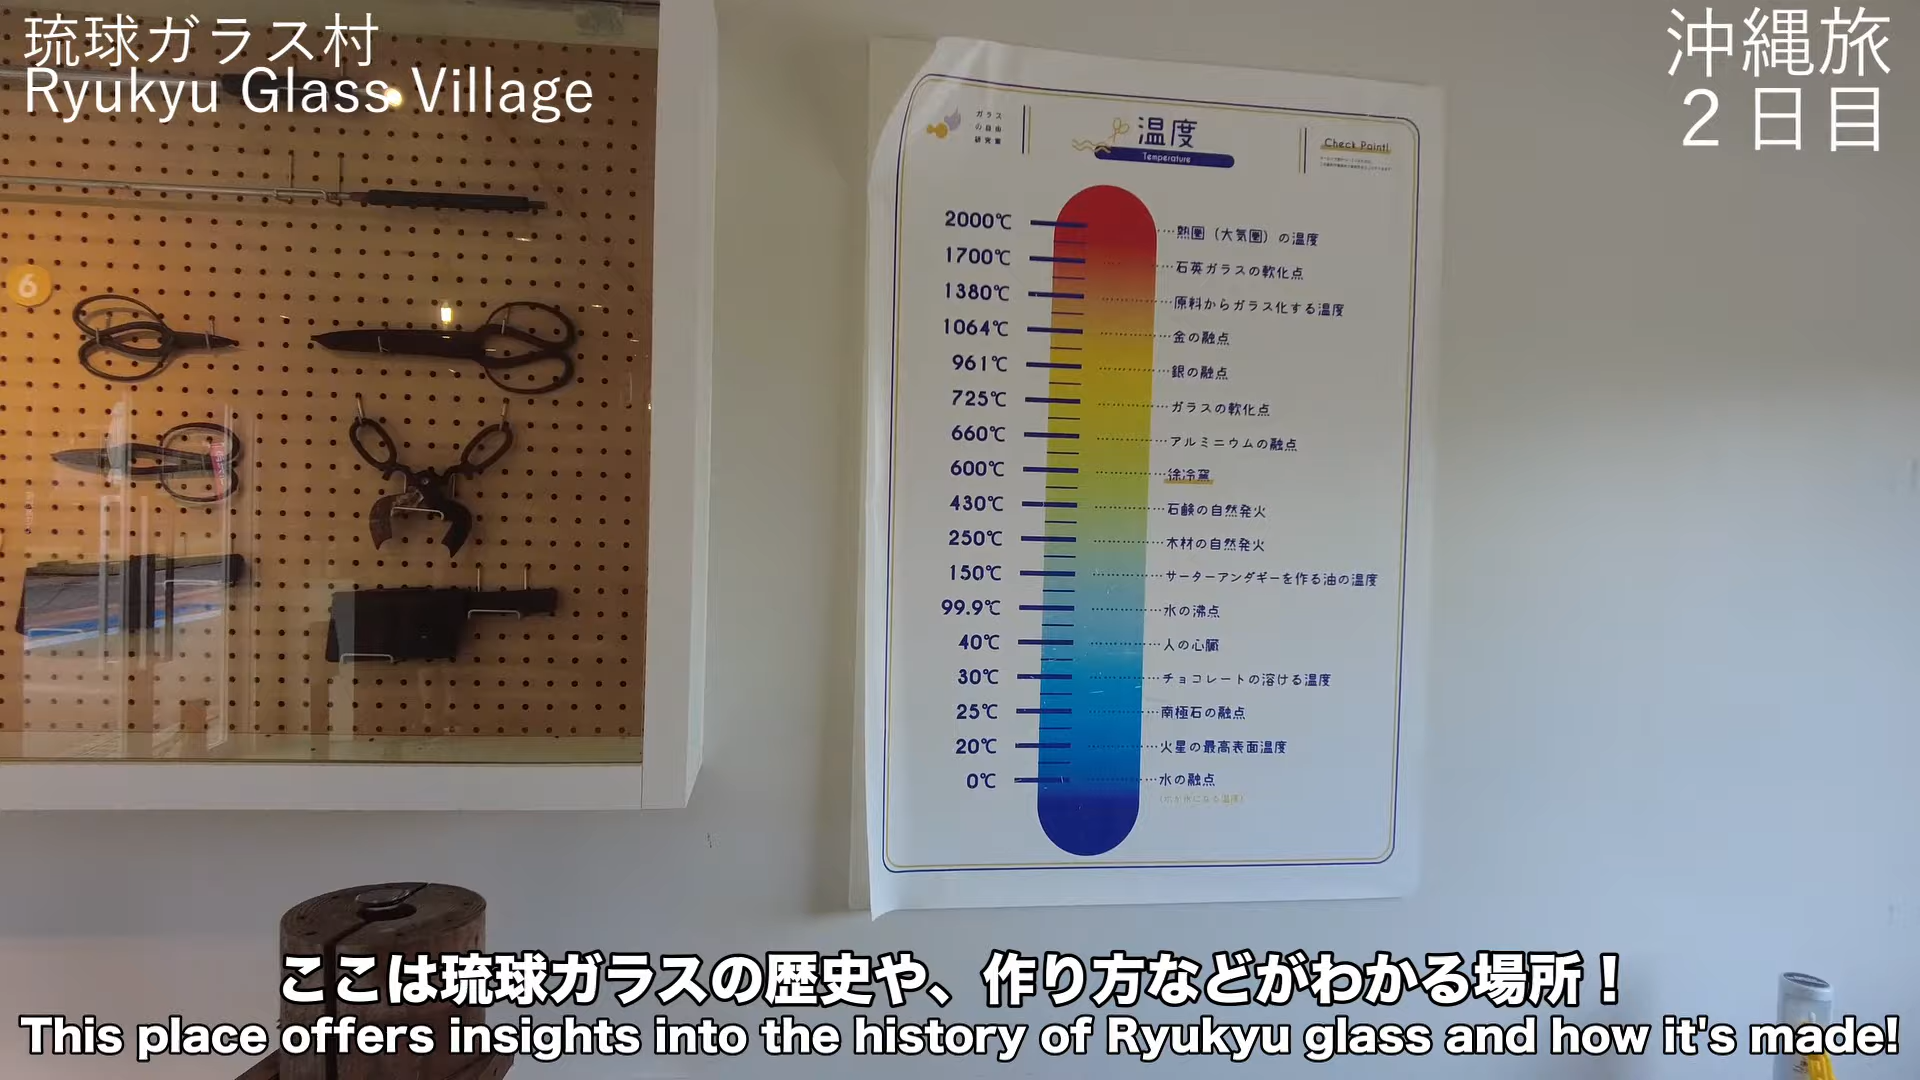 琉球ガラス村
Ryukyu Glass Village
沖縄旅
2日目
6
ガラス
の自由
研究室
温度
Temperature
Check Point!
2000℃ 熱圏（大気圏）の温度
1700℃ 石英ガラスの軟化点
1380℃ 原料からガラス化する温度
1064℃ 金の融点
961℃ 銀の融点
725℃ ガラスの軟化点
660℃ アルミニウムの融点
600℃ 徐冷窯
430℃ 石鹸の自然発火
250℃ 木材の自然発火
150℃ サーターアンダギーを作る油の温度
99.9℃ 水の沸点
40℃ 人の心臓
30℃ チョコレートの溶ける温度
25℃ 南極石の融点
20℃ 火星の最高表面温度
0℃ 水の融点
ここは琉球ガラスの歴史や、作り方などがわかる場所！
This place offers insights into the history of Ryukyu glass and how it's made!